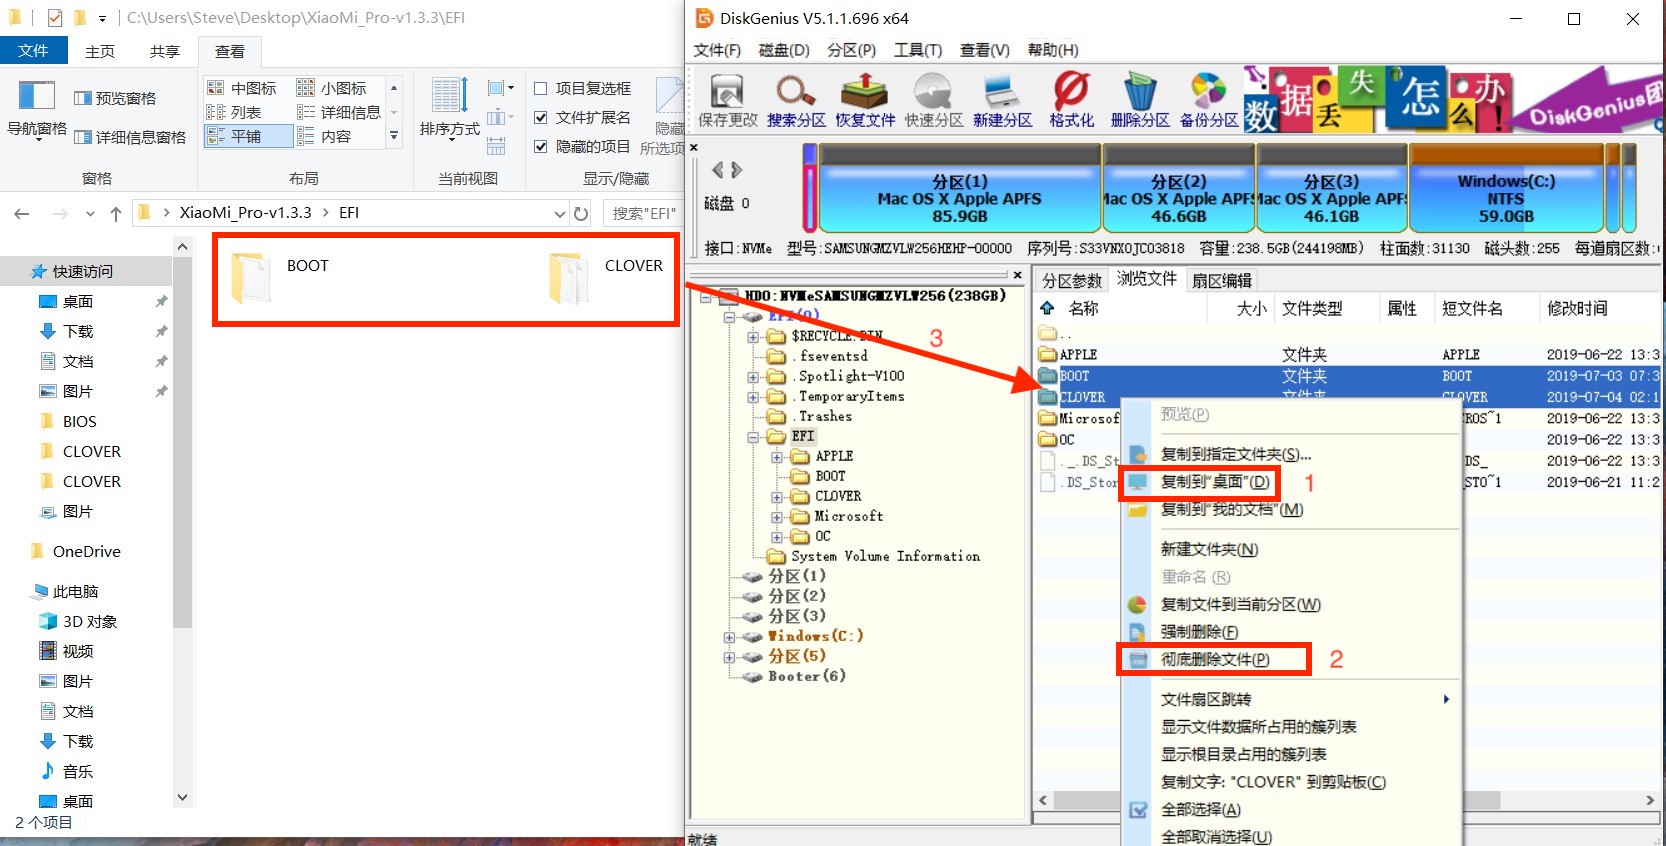 C:\Users\Steve\Desktop\XiaoMi_Pro-v1.3.3\EFI
文件 主页 共享 查看
导航窗格
预览窗格
详细信息窗格
窗格
中图标 小图标
列表 详细信息
平铺 内容
布局
排序方式
当前视图
项目复选框
文件扩展名
隐藏的项目
隐藏
所选项
显示/隐藏
XiaoMi_Pro-v1.3.3 EFI
搜索"EFI"
快速访问
桌面
下载
文档
图片
BIOS
CLOVER
CLOVER
图片
OneDrive
此电脑
3D 对象
视频
图片
文档
下载
音乐
桌面
2 个项目
BOOT CLOVER
DiskGenius V5.1.1.696 x64
文件(F) 磁盘(D) 分区(P) 工具(T) 查看(V) 帮助(H)
保存更改 搜索分区 恢复文件 快速分区 新建分区 格式化 删除分区 备份分区
数据丢失怎么办!
DiskGenius团
磁盘 0
分区(1)
Mac OS X Apple APFS
85.9GB
分区(2)
Mac OS X Apple APFS
46.6GB
分区(3)
Mac OS X Apple APFS
46.1GB
Windows(C:)
NTFS
59.0GB
接口:NVMe 型号:SAMSUNGMZVLW256HEHP-00000 序列号:S33VNX0JC03818 容量:238.5GB(244198MB) 柱面数:31130 磁头数:255 每道扇区数:
HD0:NVMeSAMSUNGMZVLW256(238GB)
EFI(0)
$RECYCLE.BIN
.fseventsd
.Spotlight-V100
.TemporaryItems
.Trashes
EFI
APPLE
BOOT
CLOVER
Microsoft
OC
System Volume Information
分区(1)
分区(2)
分区(3)
Windows(C:)
分区(5)
Booter(6)
3
分区参数 浏览文件 扇区编辑
名称 大小 文件类型 属性 短文件名 修改时间
..
APPLE 文件夹 APPLE 2019-06-22 13:3
BOOT 文件夹 BOOT 2019-07-03 07:3
CLOVER 文件夹 CLOVER 2019-07-04 02:1
Microsof ROS~1 2019-06-22 13:3
OC 2019-06-22 13:3
._.DS_St DS_ 2019-06-22 13:3
.DS_Stor STO~1 2019-06-21 11:2
预览(P)
复制到指定文件夹(S)...
复制到"桌面"(D) 1
复制到"我的文档"(M)
新建文件夹(N)
重命名 (R)
复制文件到当前分区(W)
强制删除(F)
彻底删除文件(P) 2
文件扇区跳转
显示文件数据所占用的簇列表
显示根目录占用的簇列表
复制文字: "CLOVER" 到剪贴板(C)
全部选择(A)
全部取消选择(U)
就绪